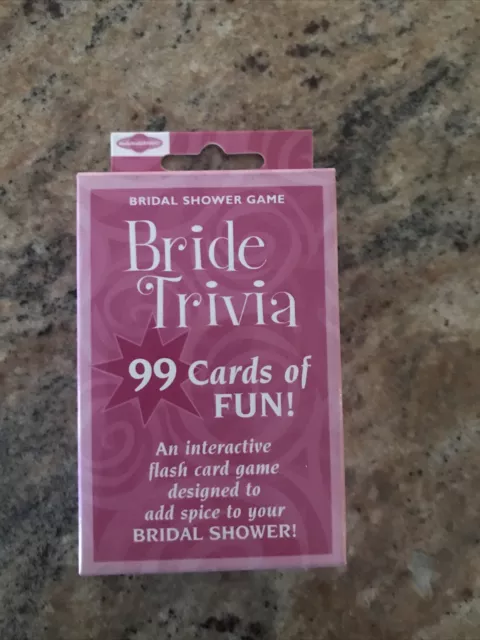 BRIDAL SHOWER GAME
Bride
Trivia
99 Cards of
FUN!
An interactive
flash card game
designed to
add spice to your
BRIDAL SHOWER!